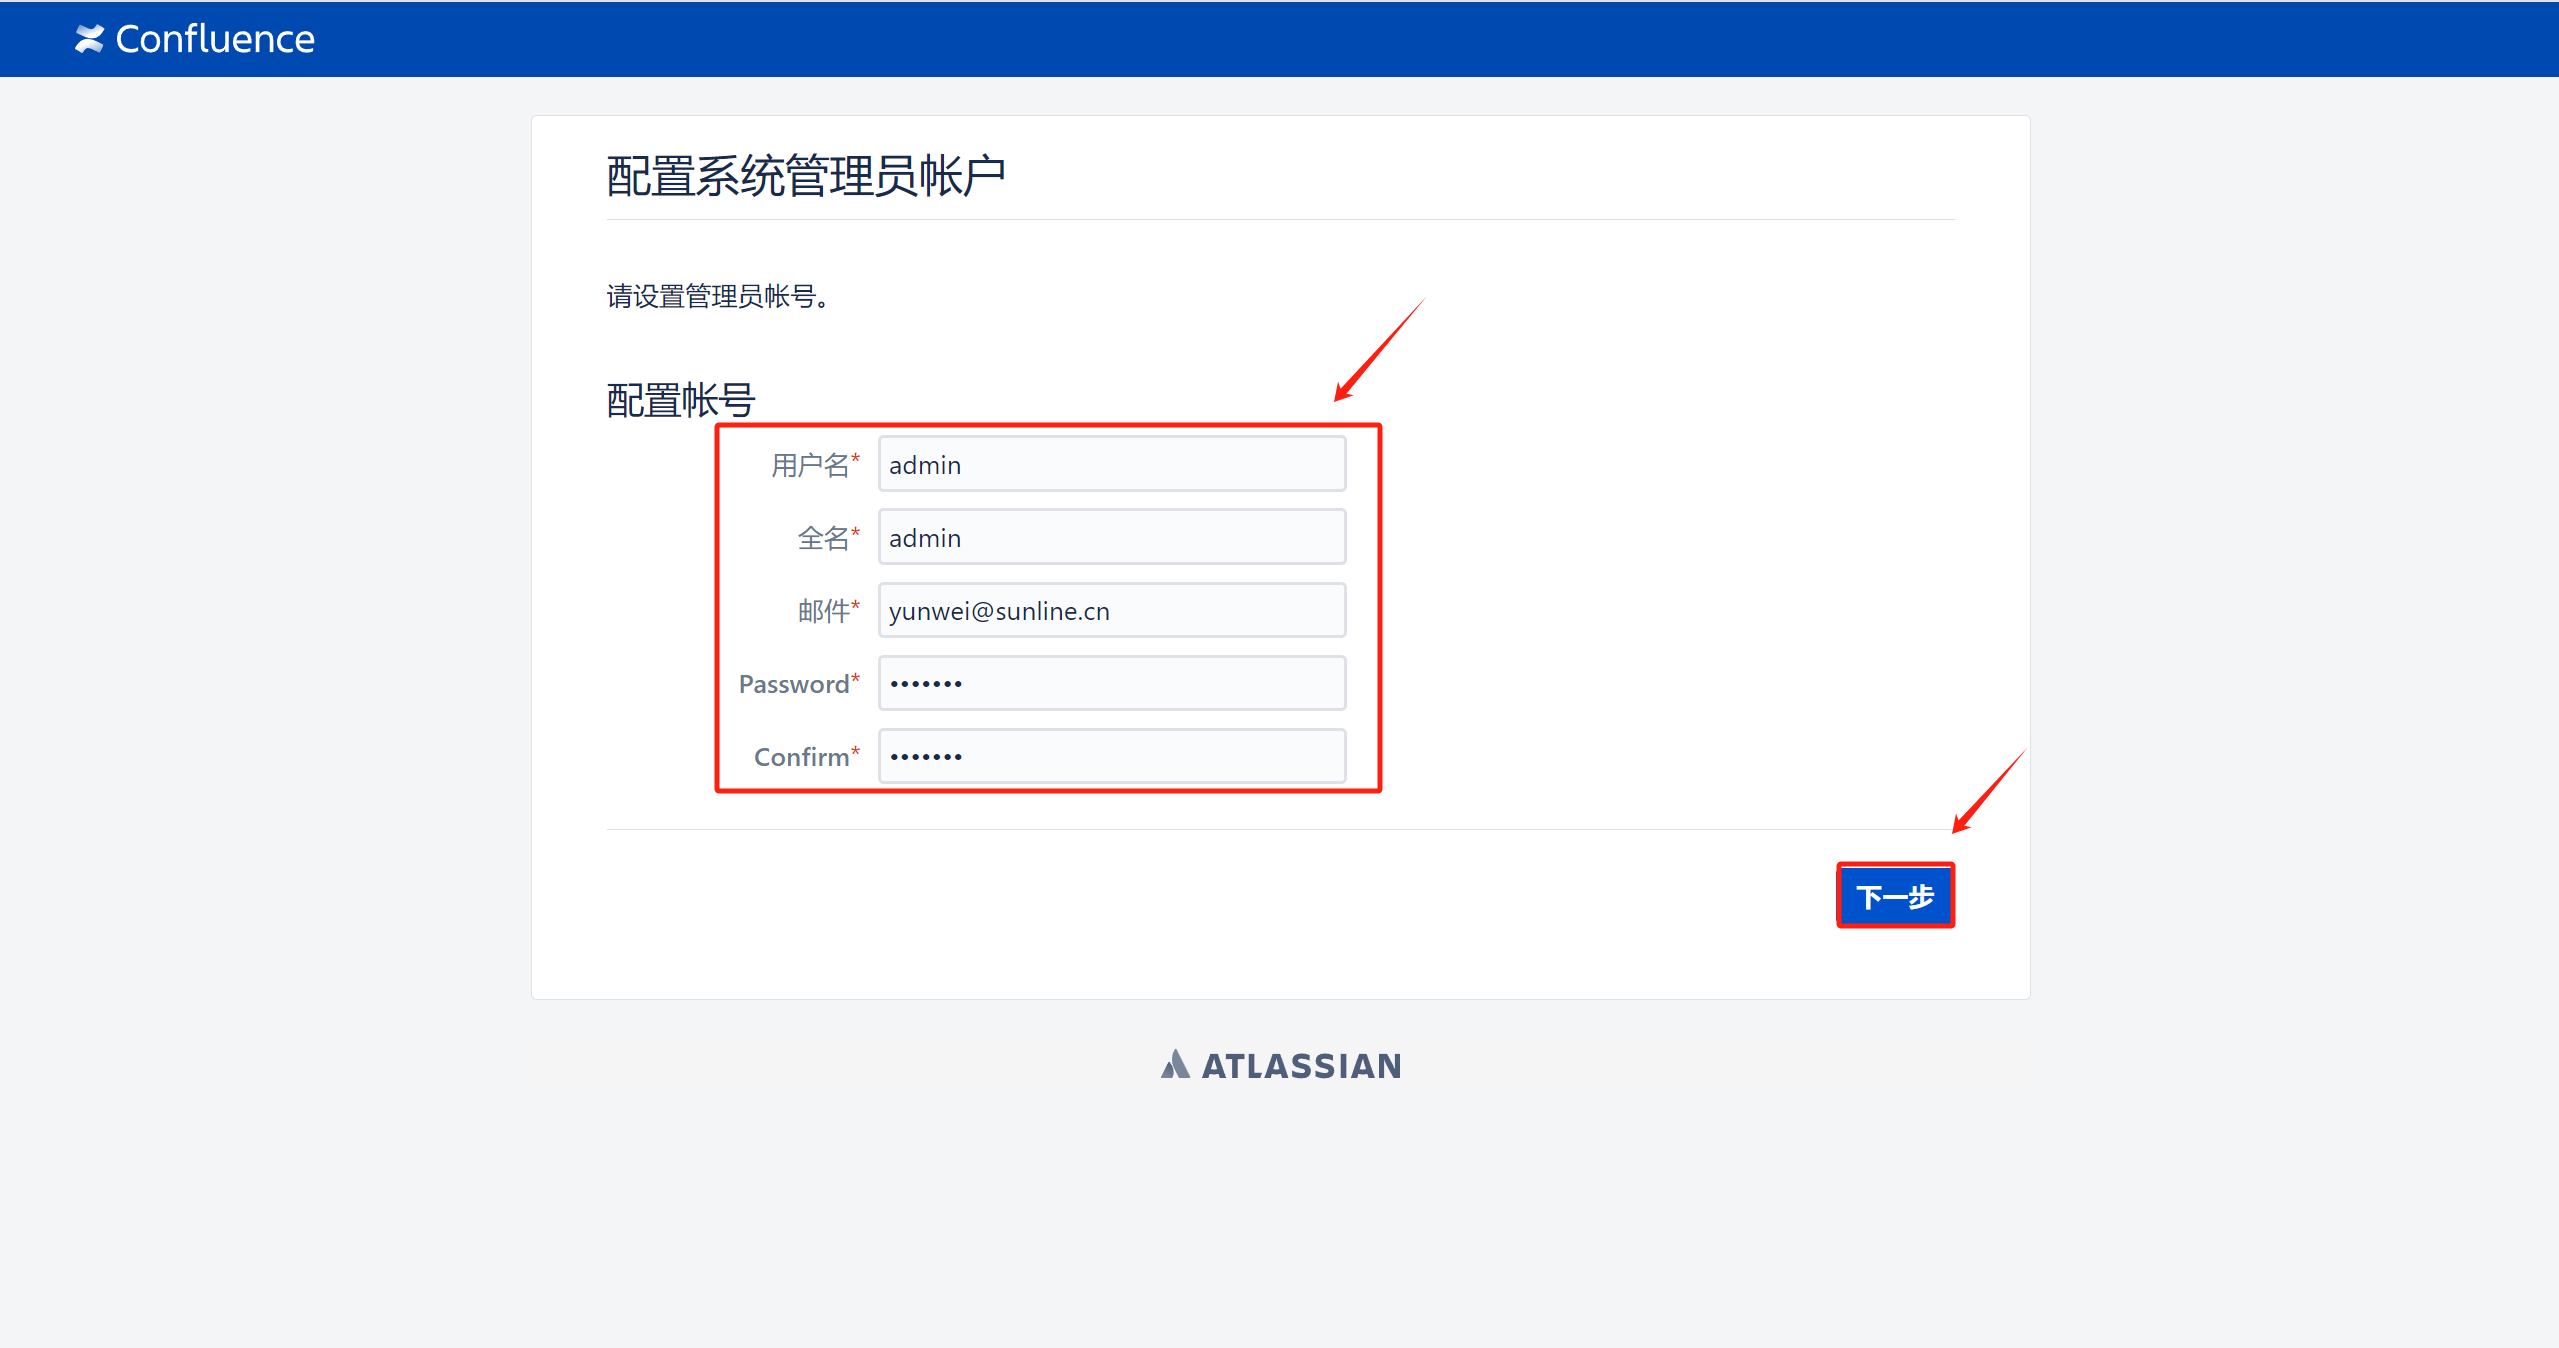 Confluence
配置系统管理员帐户
请设置管理员帐号。
配置帐号
用户名* admin
全名* admin
邮件* yunwei@sunline.cn
Password* •••••••
Confirm* •••••••
下一步
ATLASSIAN